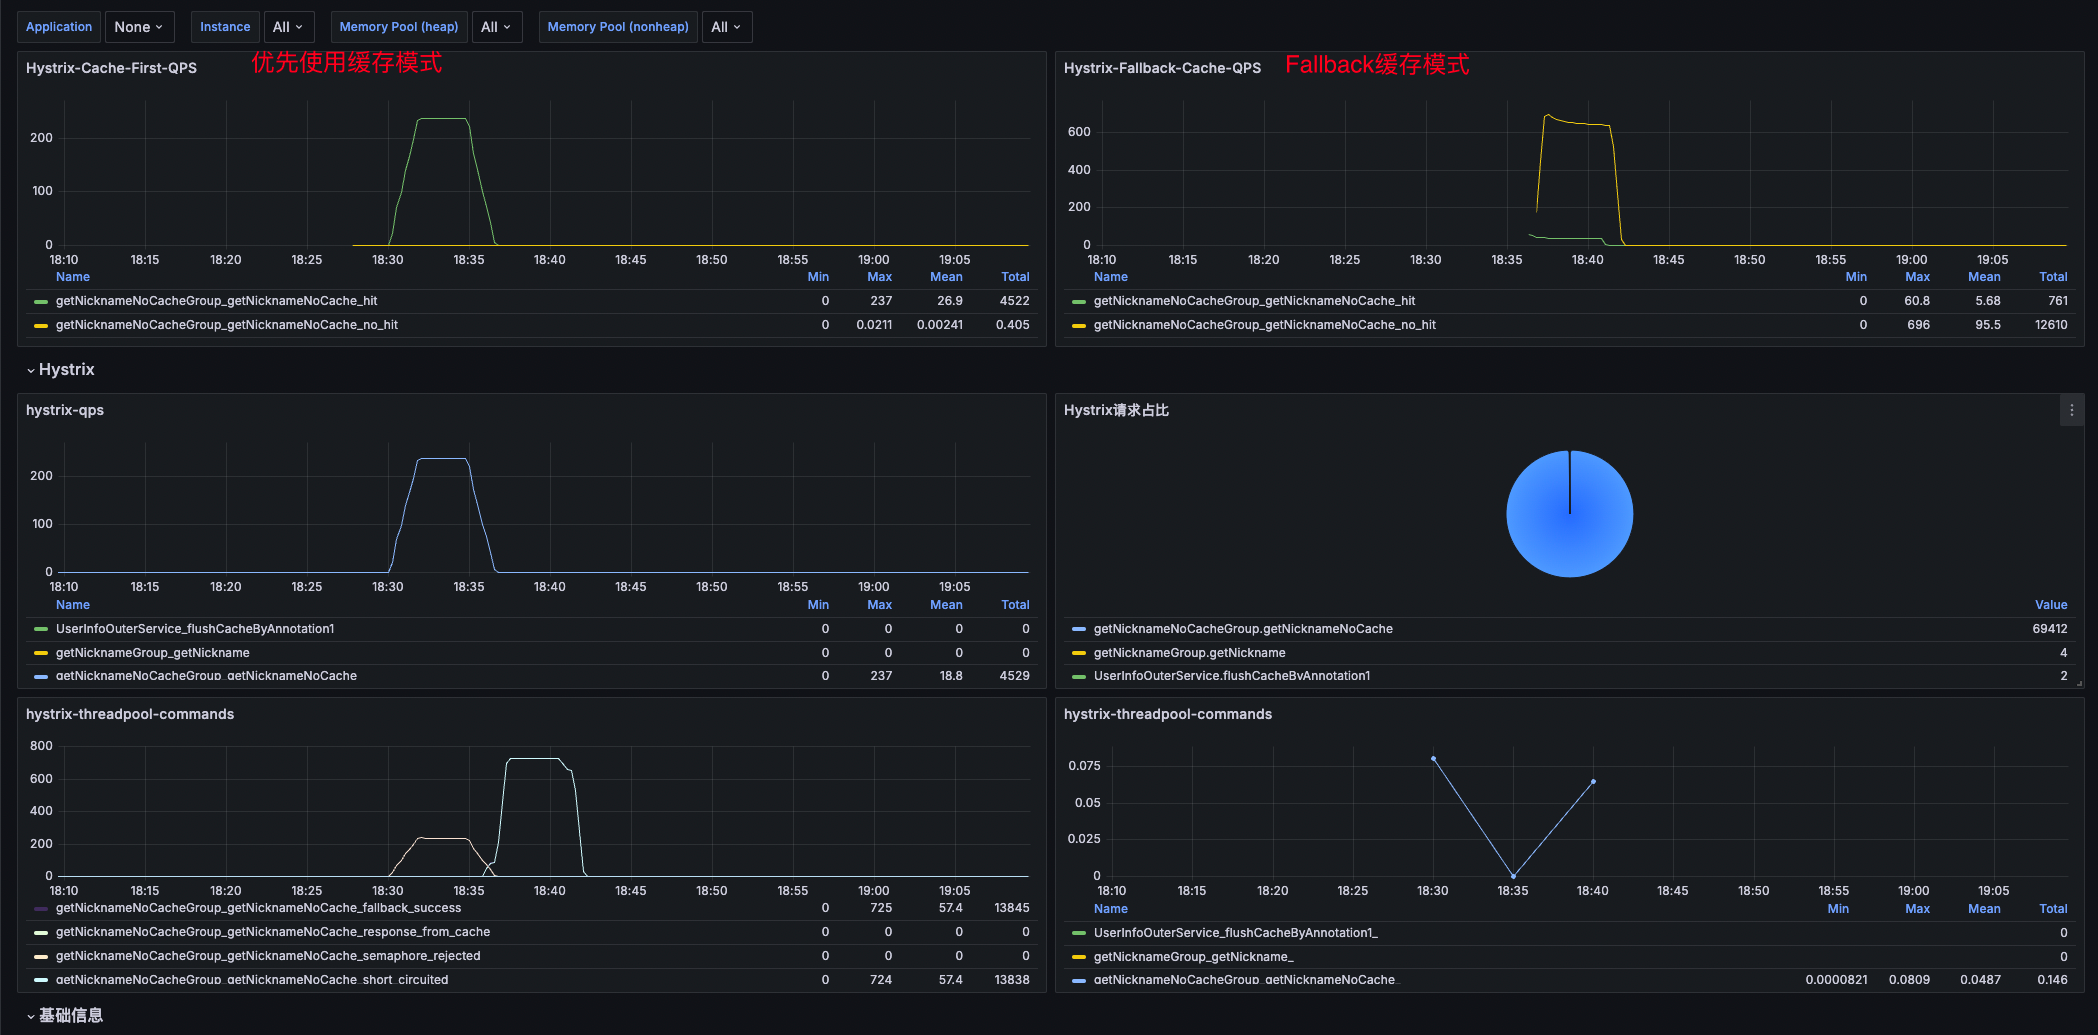 Application None Instance All Memory Pool (heap) All Memory Pool (nonheap) All
Hystrix-Cache-First-QPS 优先使用缓存模式
200
100
0
18:10 18:15 18:20 18:25 18:30 18:35 18:40 18:45 18:50 18:55 19:00 19:05
Name Min Max Mean Total
getNicknameNoCacheGroup_getNicknameNoCache_hit 0 237 26.9 4522
getNicknameNoCacheGroup_getNicknameNoCache_no_hit 0 0.0211 0.00241 0.405
Hystrix-Fallback-Cache-QPS Fallback缓存模式
600
400
200
0
18:10 18:15 18:20 18:25 18:30 18:35 18:40 18:45 18:50 18:55 19:00 19:05
Name Min Max Mean Total
getNicknameNoCacheGroup_getNicknameNoCache_hit 0 60.8 5.68 761
getNicknameNoCacheGroup_getNicknameNoCache_no_hit 0 696 95.5 12610
Hystrix
hystrix-qps
200
100
0
18:10 18:15 18:20 18:25 18:30 18:35 18:40 18:45 18:50 18:55 19:00 19:05
Name Min Max Mean Total
UserInfoOuterService_flushCacheByAnnotation1 0 0 0 0
getNicknameGroup_getNickname 0 0 0 0
getNicknameNoCacheGroup_getNicknameNoCache 0 237 18.8 4529
Hystrix请求占比
Value
getNicknameNoCacheGroup.getNicknameNoCache 69412
getNicknameGroup.getNickname 4
UserInfoOuterService.flushCacheByAnnotation1 2
hystrix-threadpool-commands
800
600
400
200
0
18:10 18:15 18:20 18:25 18:30 18:35 18:40 18:45 18:50 18:55 19:00 19:05
getNicknameNoCacheGroup_getNicknameNoCache_fallback_success 0 725 57.4 13845
getNicknameNoCacheGroup_getNicknameNoCache_response_from_cache 0 0 0 0
getNicknameNoCacheGroup_getNicknameNoCache_semaphore_rejected 0 0 0 0
getNicknameNoCacheGroup_getNicknameNoCache_short_circuited 0 724 57.4 13838
hystrix-threadpool-commands
0.075
0.05
0.025
0
18:10 18:15 18:20 18:25 18:30 18:35 18:40 18:45 18:50 18:55 19:00 19:05
Name Min Max Mean Total
UserInfoOuterService_flushCacheByAnnotation1_ 0
getNicknameGroup_getNickname_ 0
getNicknameNoCacheGroup_getNicknameNoCache_ 0.0000821 0.0809 0.0487 0.146
基础信息